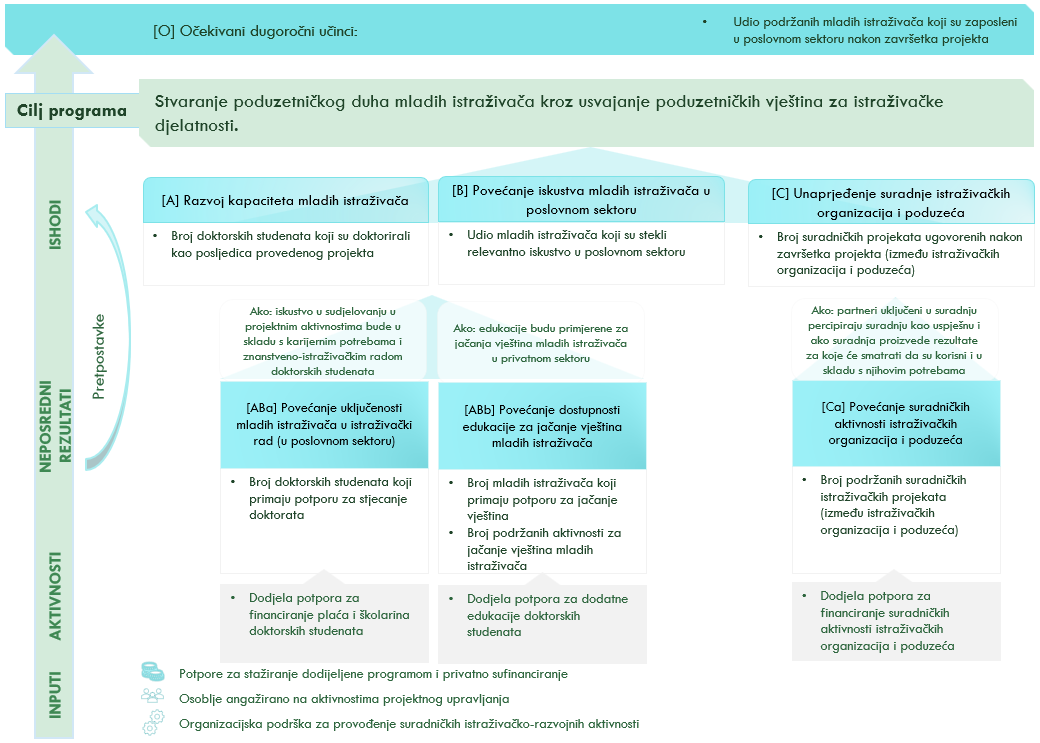 [O] Očekivani dugoročni učinci:
• Udio podržanih mladih istraživača koji su zaposleni
u poslovnom sektoru nakon završetka projekta
Cilj programa
Stvaranje poduzetničkog duha mladih istraživača kroz usvajanje poduzetničkih vještina za istraživačke
djelatnosti.
ISHODI
[A] Razvoj kapaciteta mladih istraživača
• Broj doktorskih studenata koji su doktorirali
kao posljedica provedenog projekta
[B] Povećanje iskustva mladih istraživača u
poslovnom sektoru
• Udio mladih istraživača koji su stekli
relevantno iskustvo u poslovnom sektoru
[C] Unaprjeđenje suradnje istraživačkih
organizacija i poduzeća
• Broj suradničkih projekata ugovorenih nakon
završetka projekta (između istraživačkih
organizacija i poduzeća)
Pretpostavke
Ako: iskustvo u sudjelovanju u
projektnim aktivnostima bude u
skladu s karijernim potrebama i
znanstveno-istraživačkim radom
doktorskih studenata
Ako: edukacije budu primjerene za
jačanja vještina mladih istraživača
u privatnom sektoru
Ako: partneri uključeni u suradnju
percipiraju suradnju kao uspješnu i
ako suradnja proizvede rezultate
za koje će smatrati da su korisni i u
skladu s njihovim potrebama
NEPOSREDNI
REZULTATI
[ABa] Povećanje uključenosti
mladih istraživača u istraživački
rad (u poslovnom sektoru)
• Broj doktorskih studenata koji
primaju potporu za stjecanje
doktorata
[ABb] Povećanje dostupnosti
edukacije za jačanje vještina
mladih istraživača
• Broj mladih istraživača koji
primaju potporu za jačanje
vještina
• Broj podržanih aktivnosti za
jačanje vještina mladih
istraživača
[Ca] Povećanje suradničkih
aktivnosti istraživačkih
organizacija i poduzeća
• Broj podržanih suradničkih
istraživačkih projekata
(između istraživačkih
organizacija i poduzeća)
AKTIVNOSTI
• Dodjela potpora za
financiranje plaća i školarina
doktorskih studenata
• Dodjela potpora za dodatne
edukacije doktorskih
studenata
• Dodjela potpora za
financiranje suradničkih
aktivnosti istraživačkih
organizacija i poduzeća
INPUTI
Potpore za stažiranje dodijeljene programom i privatno sufinanciranje
Osoblje angažirano na aktivnostima projektnog upravljanja
Organizacijska podrška za provođenje suradničkih istraživačko-razvojnih aktivnosti